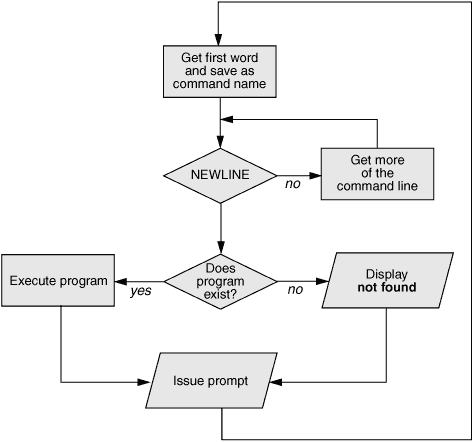 Get first word
and save as
command name
NEWLINE
no
Get more
of the
command line
Execute program
yes
Does
program
exist?
no
Display
not found
Issue prompt